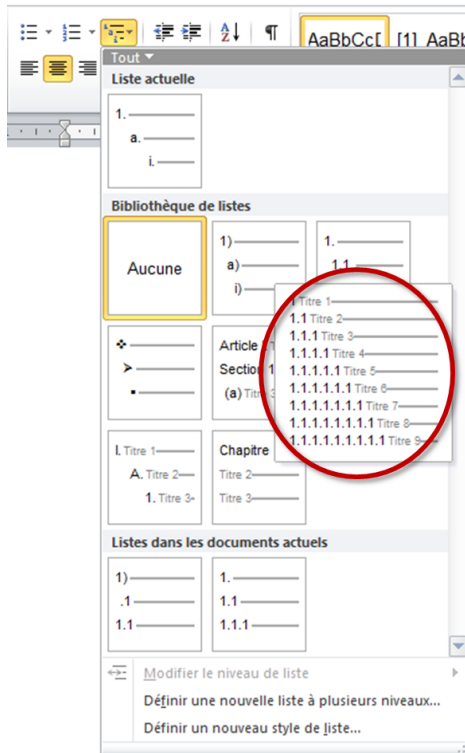 AaBbCcI [1] AaBb
Tout
Liste actuelle
1.
a.
i.
Bibliothèque de listes
Aucune
1)
a)
i)
1.
1.1
Titre 1
1.1 Titre 2
1.1.1 Titre 3
1.1.1.1 Titre 4
1.1.1.1.1 Titre 5
1.1.1.1.1.1 Titre 6
1.1.1.1.1.1.1 Titre 7
1.1.1.1.1.1.1.1 Titre 8
1.1.1.1.1.1.1.1.1 Titre 9
Article
Section 1
(a) Titre 3
I. Titre 1
A. Titre 2
1. Titre 3
Chapitre
Titre 2
Titre 3
Listes dans les documents actuels
1)
.1
1.1
1.
1.1
1.1.1
Modifier le niveau de liste
Définir une nouvelle liste à plusieurs niveaux...
Définir un nouveau style de liste...